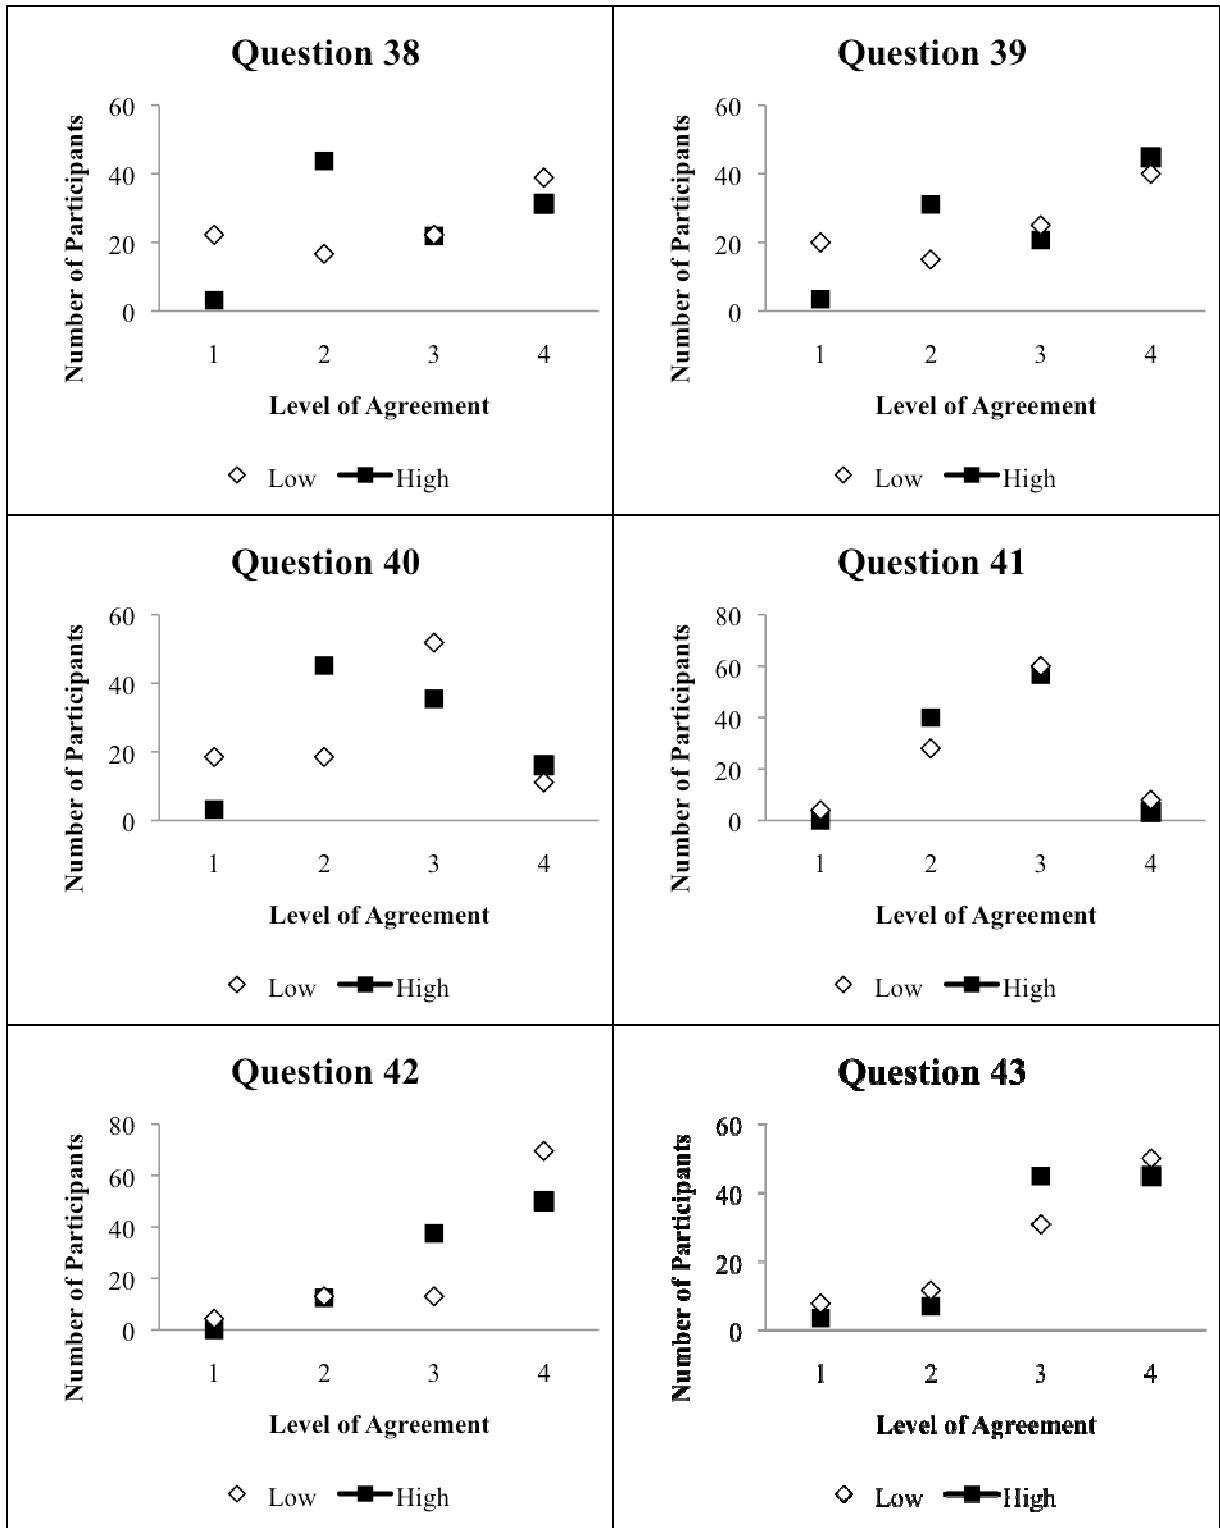 Question 38
Number of Participants
60
40
20
0
1 2 3 4
Level of Agreement
Low High
Question 39
Number of Participants
60
40
20
0
1 2 3 4
Level of Agreement
Low High
Question 40
Number of Participants
60
40
20
0
1 2 3 4
Level of Agreement
Low High
Question 41
Number of Participants
80
60
40
20
0
1 2 3 4
Level of Agreement
Low High
Question 42
Number of Participants
80
60
40
20
0
1 2 3 4
Level of Agreement
Low High
Question 43
Number of Participants
60
40
20
0
1 2 3 4
Level of Agreement
Low High